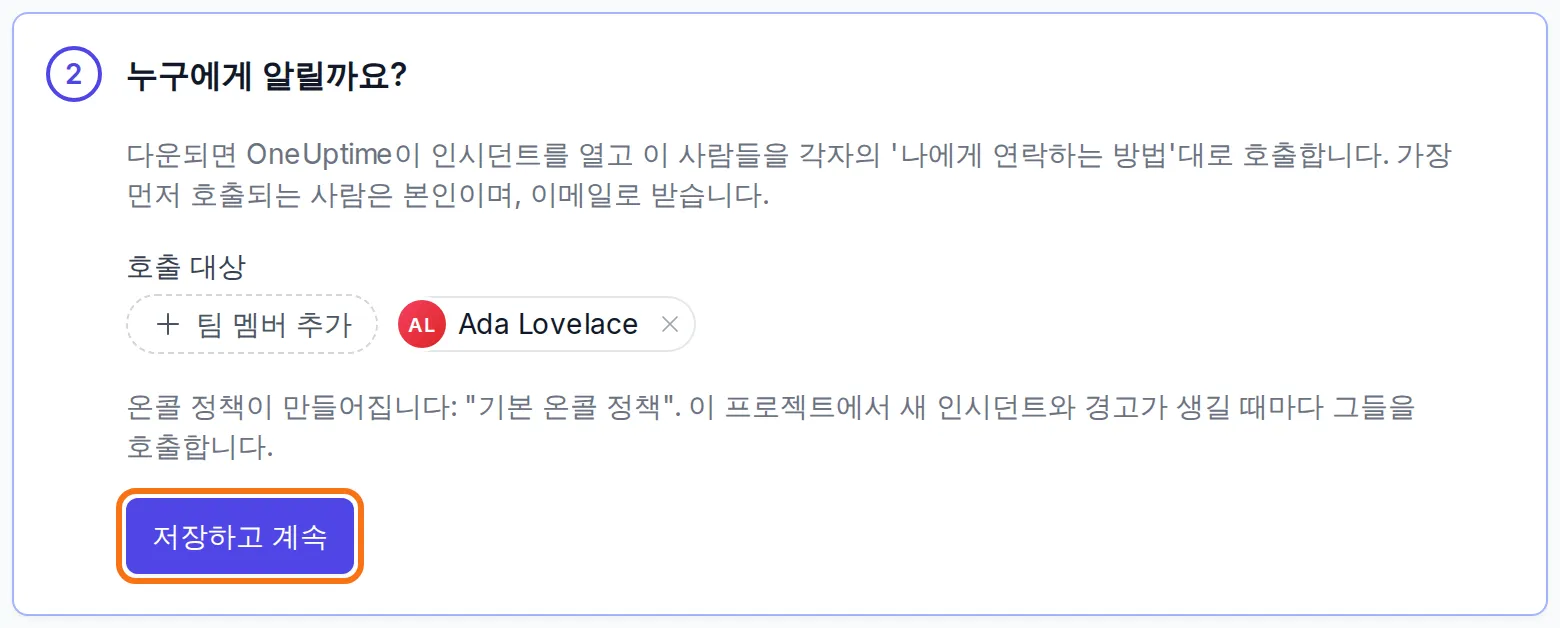 2
누구에게 알릴까요?
다운되면 OneUptime이 인시던트를 열고 이 사람들을 각자의 '나에게 연락하는 방법'대로 호출합니다. 가장
먼저 호출되는 사람은 본인이며, 이메일로 받습니다.
호출 대상
+ 팀 멤버 추가
AL Ada Lovelace ×
온콜 정책이 만들어집니다: "기본 온콜 정책". 이 프로젝트에서 새 인시던트와 경고가 생길 때마다 그들을
호출합니다.
저장하고 계속